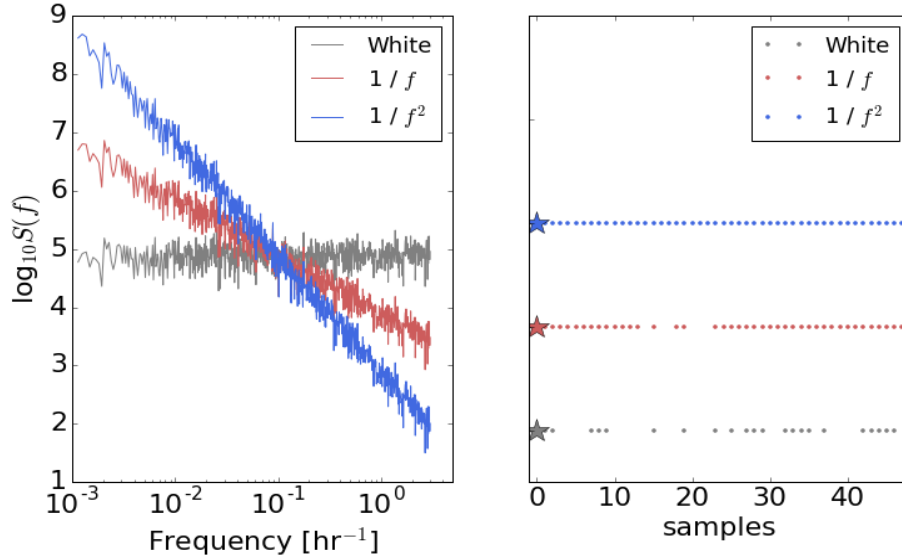 9
8
7
6
5
4
3
2
1
log₁₀S(f)
10⁻³ 10⁻² 10⁻¹ 10⁰
Frequency [hr⁻¹]
White
1 / f
1 / f²
White
1 / f
1 / f²
0 10 20 30 40
samples